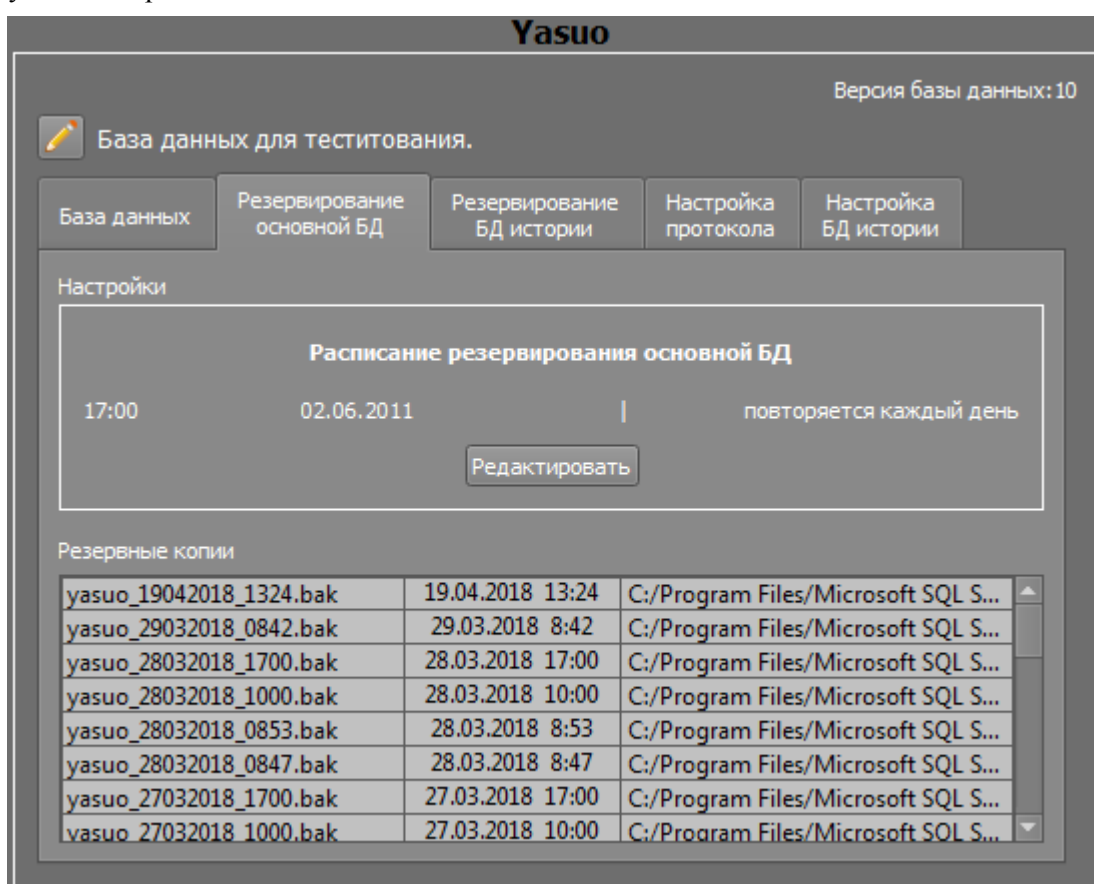 Yasuo
Версия базы данных:10
База данных для теститования.
База данных
Резервирование
основной БД
Резервирование
БД истории
Настройка
протокола
Настройка
БД истории
Настройки
Расписание резервирования основной БД
17:00 02.06.2011 | повторяется каждый день
Редактировать
Резервные копии
yasuo_19042018_1324.bak 19.04.2018 13:24 C:/Program Files/Microsoft SQL S...
yasuo_29032018_0842.bak 29.03.2018 8:42 C:/Program Files/Microsoft SQL S...
yasuo_28032018_1700.bak 28.03.2018 17:00 C:/Program Files/Microsoft SQL S...
yasuo_28032018_1000.bak 28.03.2018 10:00 C:/Program Files/Microsoft SQL S...
yasuo_28032018_0853.bak 28.03.2018 8:53 C:/Program Files/Microsoft SQL S...
yasuo_28032018_0847.bak 28.03.2018 8:47 C:/Program Files/Microsoft SQL S...
yasuo_27032018_1700.bak 27.03.2018 17:00 C:/Program Files/Microsoft SQL S...
yasuo_27032018_1000.bak 27.03.2018 10:00 C:/Program Files/Microsoft SQL S...